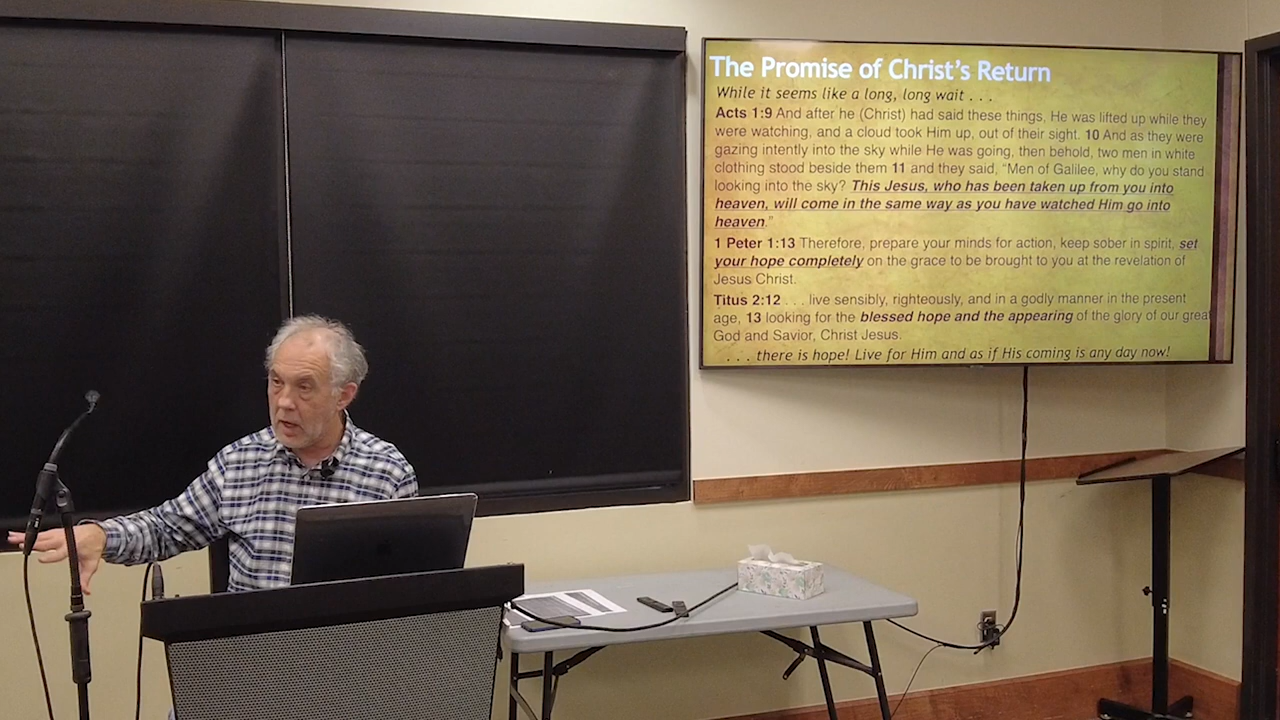 The Promise of Christ's Return
While it seems like a long, long wait . . .
Acts 1:9 And after he (Christ) had said these things, He was lifted up while they
were watching, and a cloud took Him up, out of their sight. 10 And as they were
gazing intently into the sky while He was going, then behold, two men in white
clothing stood beside them 11 and they said, “Men of Galilee, why do you stand
looking into the sky? This Jesus, who has been taken up from you into
heaven, will come in the same way as you have watched Him go into
heaven.”
1 Peter 1:13 Therefore, prepare your minds for action, keep sober in spirit, set
your hope completely on the grace to be brought to you at the revelation of
Jesus Christ.
Titus 2:12 . . . live sensibly, righteously, and in a godly manner in the present
age, 13 looking for the blessed hope and the appearing of the glory of our great
God and Savior, Christ Jesus.
. . . there is hope! Live for Him and as if His coming is any day now!